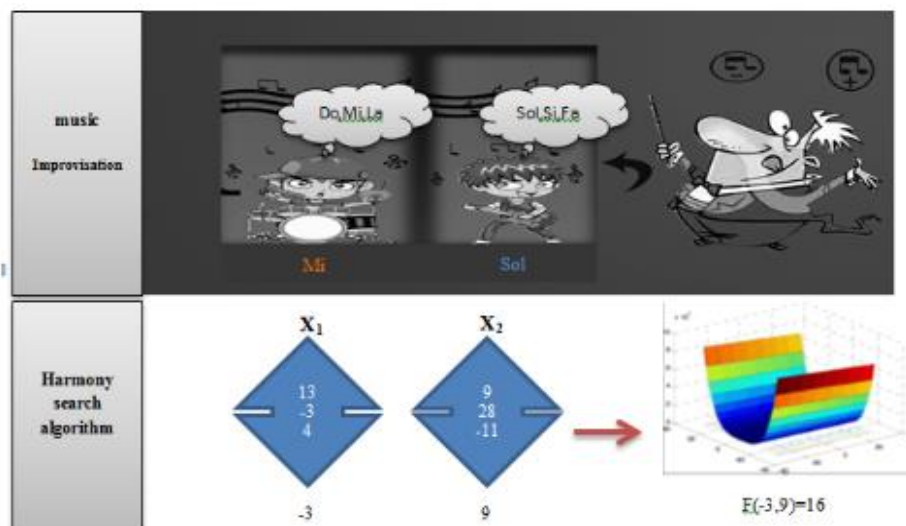 music
Improvisation
Do,Mi,La
Sol,Si,Fa
Mi
Sol
Harmony
search
algorithm
X1
13
-3
4
-3
X2
9
28
-11
9
F(-3,9)=16